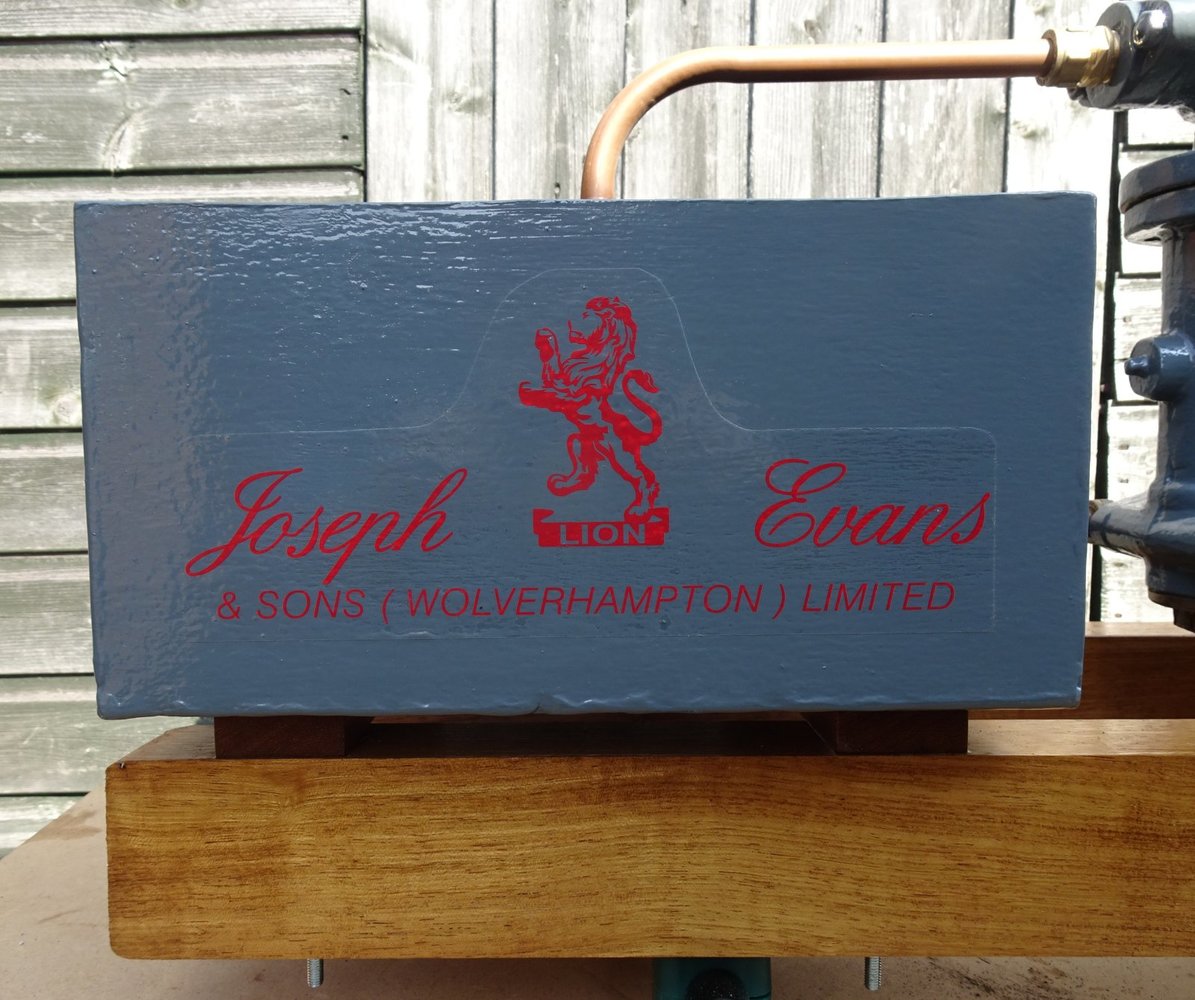 LION
Joseph Evans
& SONS ( WOLVERHAMPTON ) LIMITED